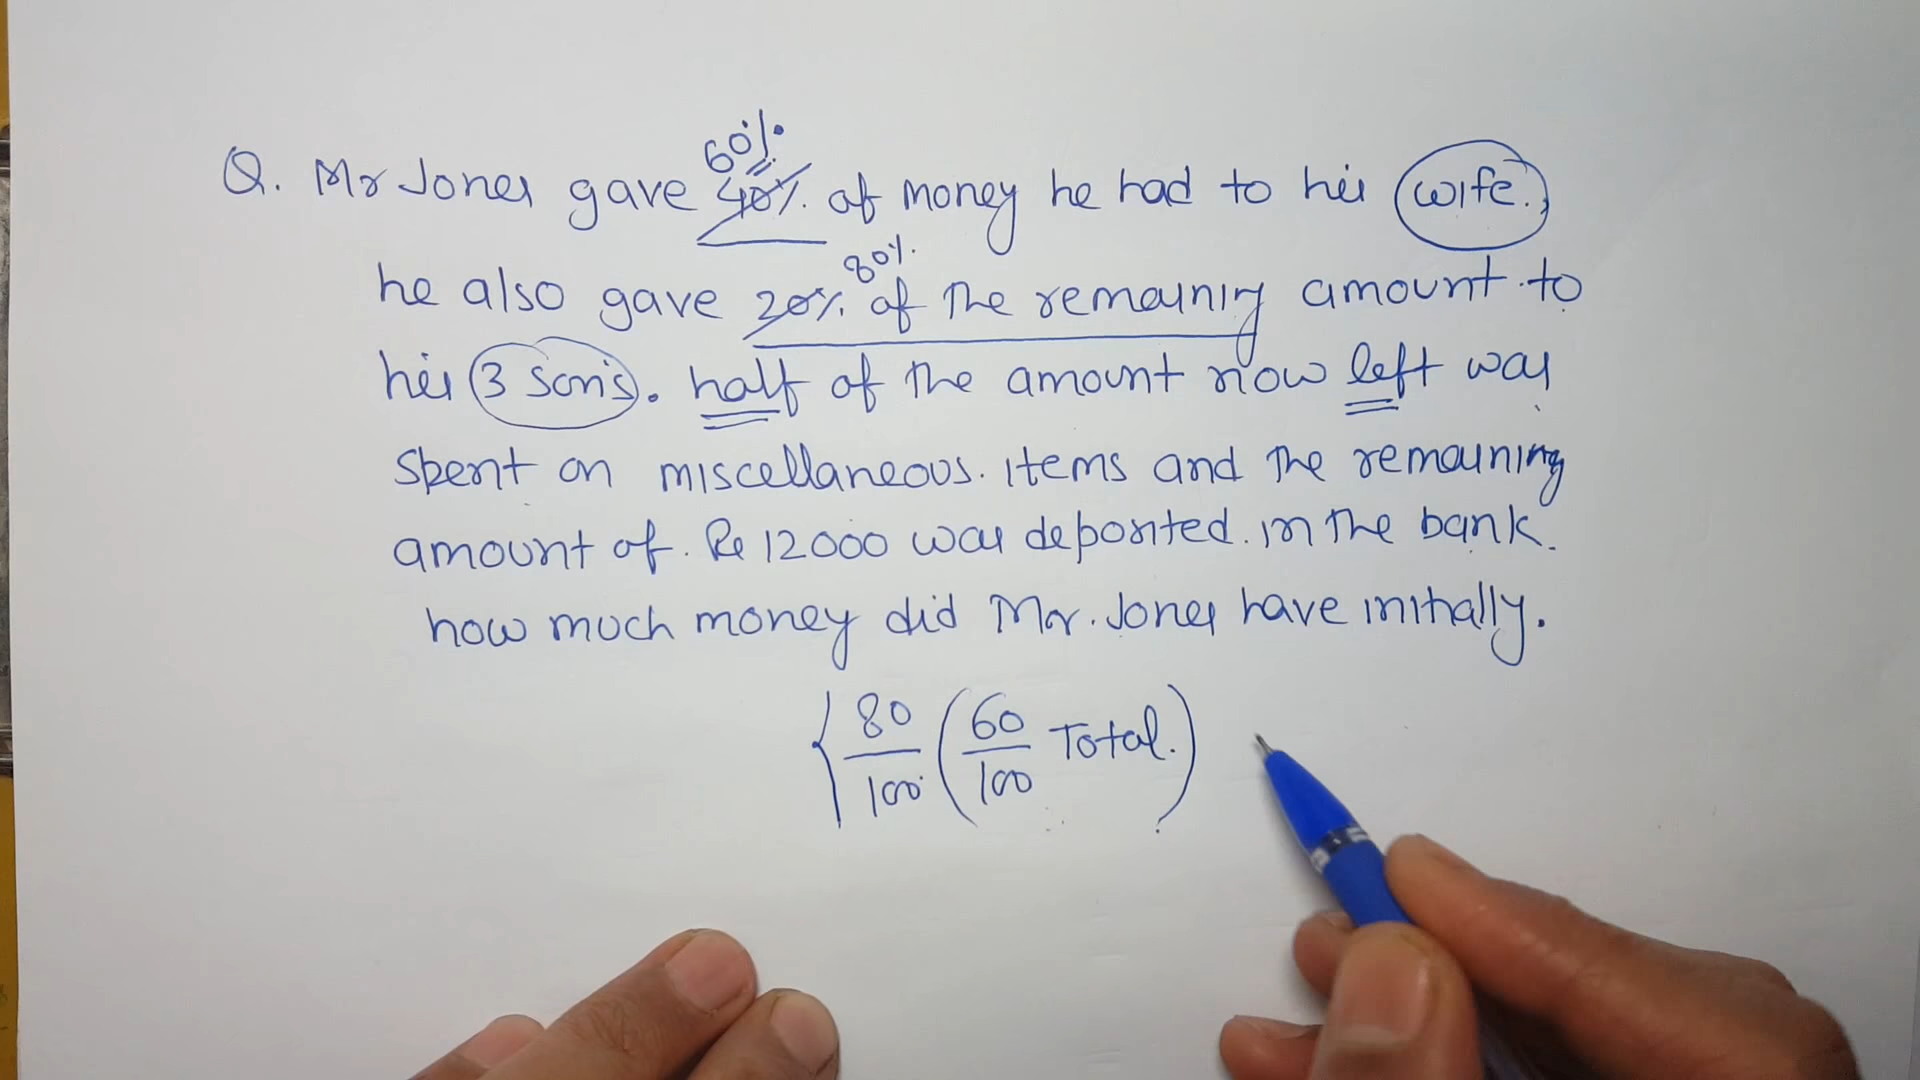 60%
Q. Mr Jones gave 40% of money he had to his wife.
80%
he also gave 20% of the remaining amount to
his 3 son's. half of the amount now left was
spent on miscellaneous items and the remaining
amount of Rs 12000 was deposited in the bank.
how much money did Mr. Jones have initially.
{ 80/100 ( 60/100 Total. )